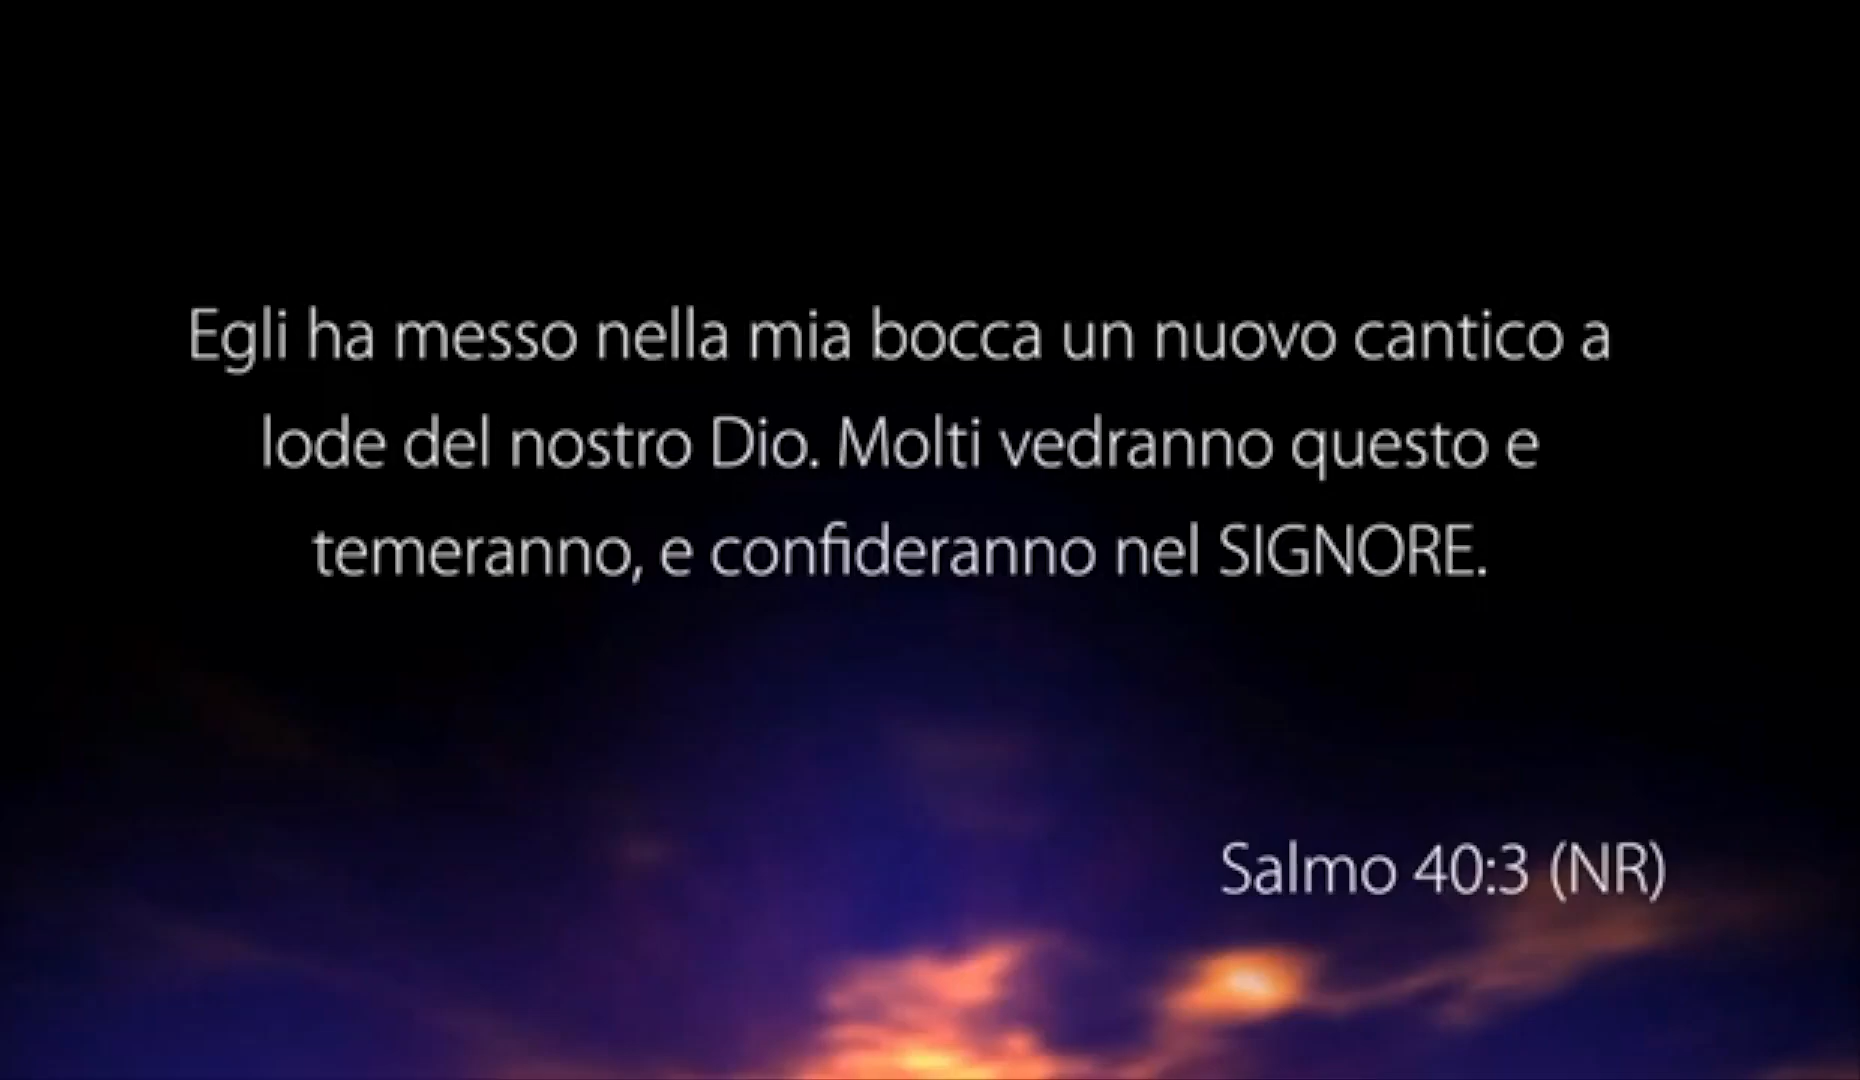 Egli ha messo nella mia bocca un nuovo cantico a
lode del nostro Dio. Molti vedranno questo e
temeranno, e confideranno nel SIGNORE.
Salmo 40:3 (NR)